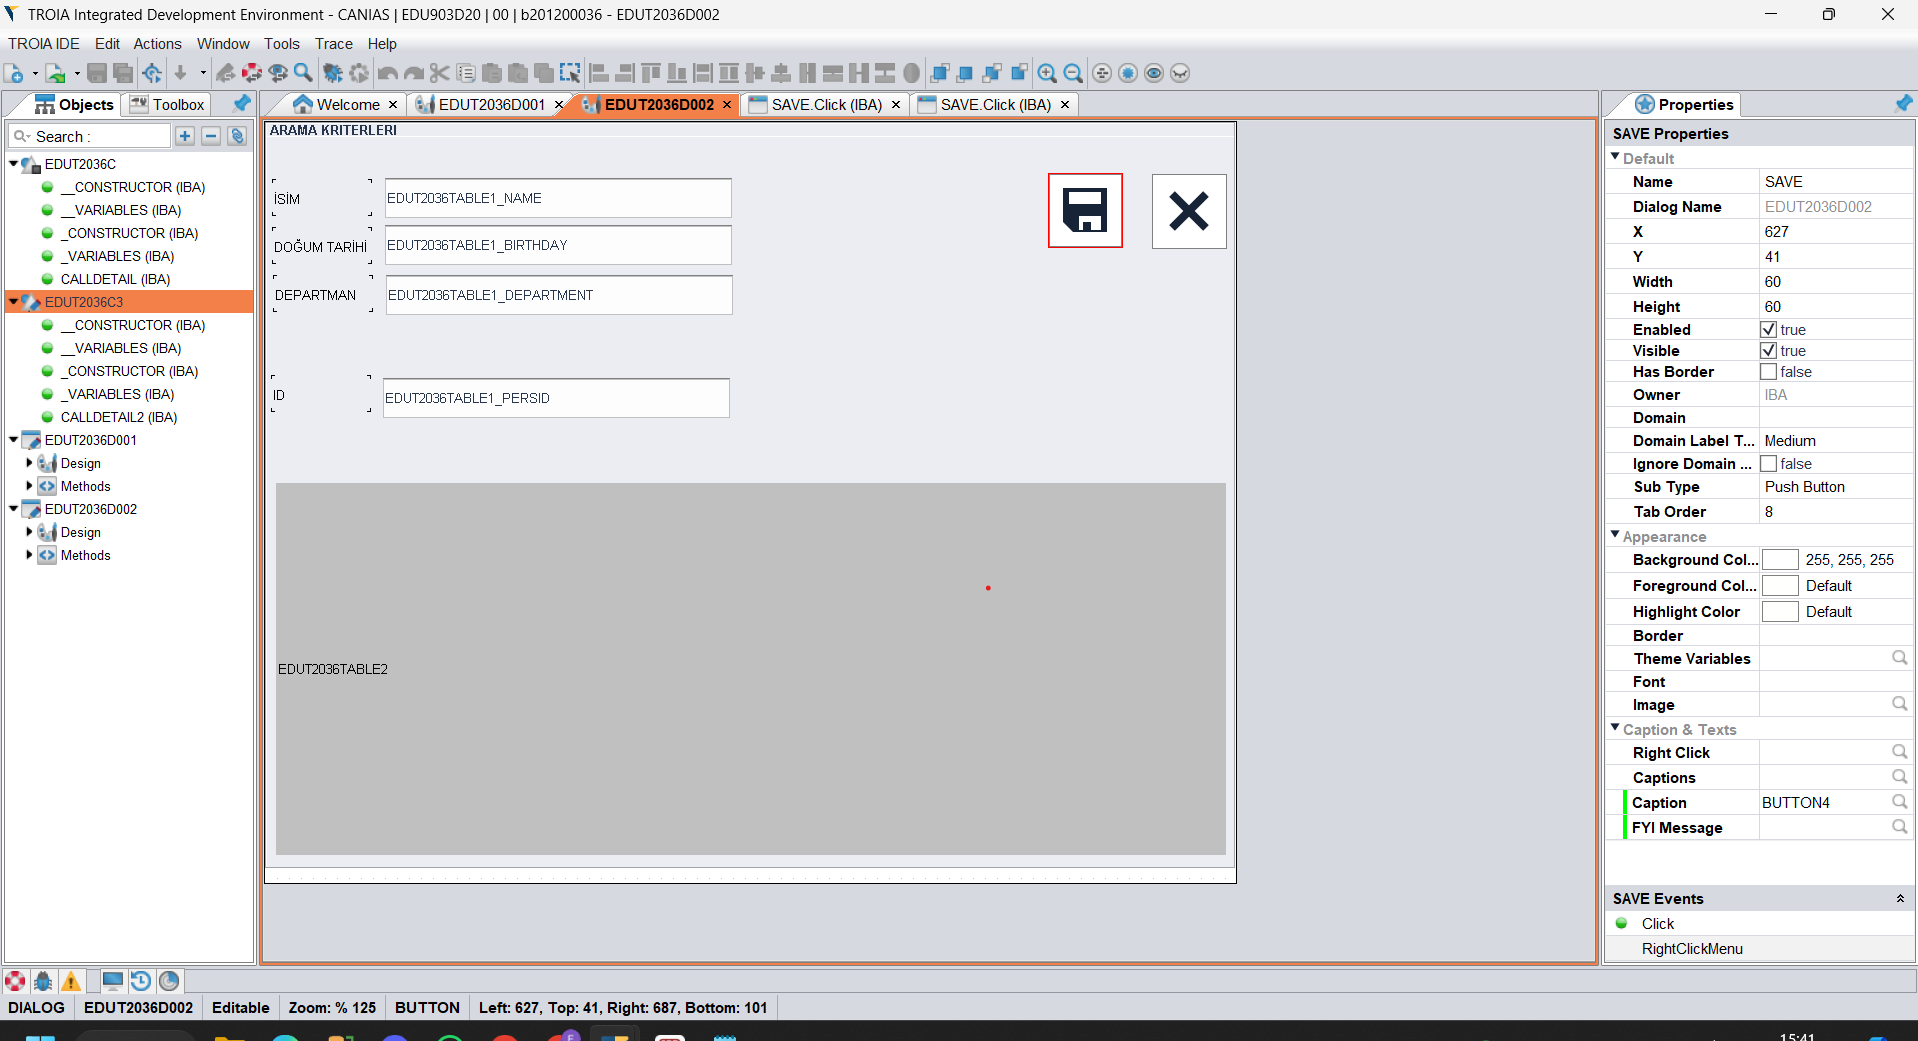 TROIA Integrated Development Environment - CANIAS | EDU903D20 | 00 | b201200036 - EDUT2036D002
TROIA IDE Edit Actions Window Tools Trace Help
Objects
Toolbox
Welcome
EDUT2036D001
EDUT2036D002
SAVE.Click (IBA)
SAVE.Click (IBA)
Properties
Search :
EDUT2036C
__CONSTRUCTOR (IBA)
__VARIABLES (IBA)
_CONSTRUCTOR (IBA)
_VARIABLES (IBA)
CALLDETAIL (IBA)
EDUT2036C3
__CONSTRUCTOR (IBA)
__VARIABLES (IBA)
_CONSTRUCTOR (IBA)
_VARIABLES (IBA)
CALLDETAIL2 (IBA)
EDUT2036D001
Design
Methods
EDUT2036D002
Design
Methods
ARAMA KRITERLERI
İSİM
EDUT2036TABLE1_NAME
DOĞUM TARİHİ
EDUT2036TABLE1_BIRTHDAY
DEPARTMAN
EDUT2036TABLE1_DEPARTMENT
ID
EDUT2036TABLE1_PERSID
EDUT2036TABLE2
SAVE Properties
Default
Name SAVE
Dialog Name EDUT2036D002
X 627
Y 41
Width 60
Height 60
Enabled true
Visible true
Has Border false
Owner IBA
Domain
Domain Label T... Medium
Ignore Domain ... false
Sub Type Push Button
Tab Order 8
Appearance
Background Col... 255, 255, 255
Foreground Col... Default
Highlight Color Default
Border
Theme Variables
Font
Image
Caption & Texts
Right Click
Captions
Caption BUTTON4
FYI Message
SAVE Events
Click
RightClickMenu
DIALOG EDUT2036D002 Editable Zoom: % 125 BUTTON Left: 627, Top: 41, Right: 687, Bottom: 101
15:41